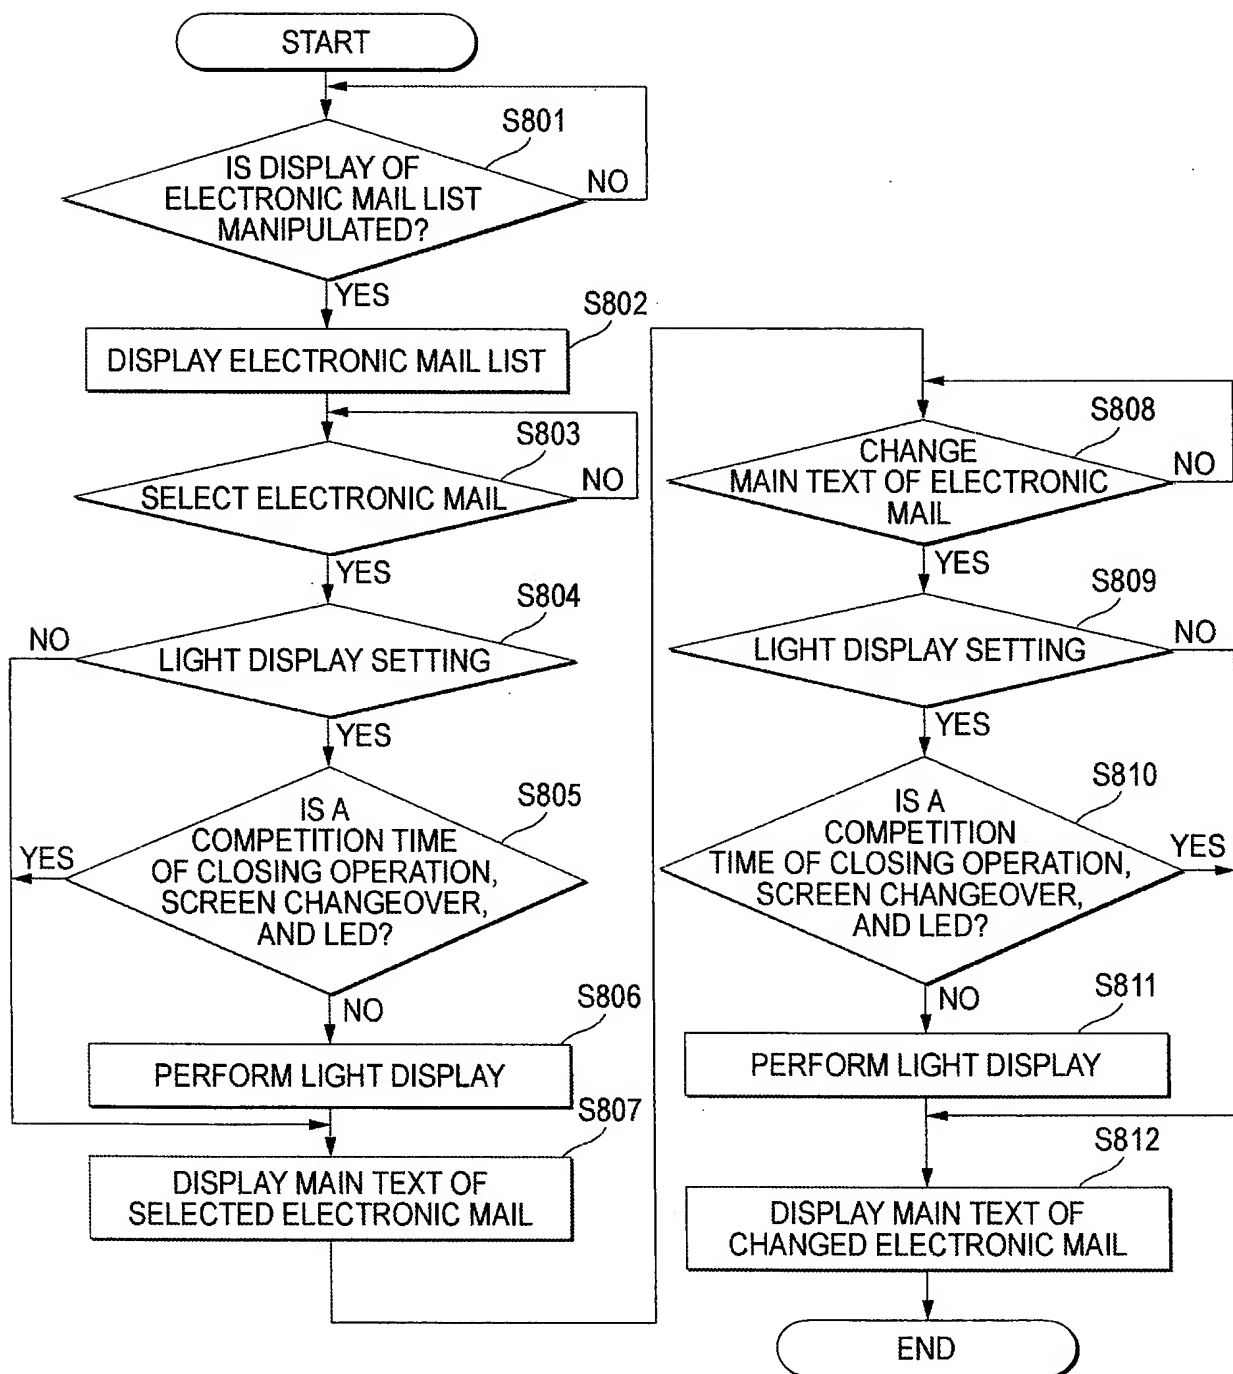 START
S801
IS DISPLAY OF
ELECTRONIC MAIL LIST
MANIPULATED?
NO
YES
S802
DISPLAY ELECTRONIC MAIL LIST
S803
SELECT ELECTRONIC MAIL
NO
YES
S804
NO
LIGHT DISPLAY SETTING
YES
S805
IS A
COMPETITION TIME
OF CLOSING OPERATION,
SCREEN CHANGEOVER,
AND LED?
YES
NO
S806
PERFORM LIGHT DISPLAY
S807
DISPLAY MAIN TEXT OF
SELECTED ELECTRONIC MAIL
S808
CHANGE
MAIN TEXT OF ELECTRONIC
MAIL
NO
YES
S809
LIGHT DISPLAY SETTING
NO
YES
S810
IS A
COMPETITION
TIME OF CLOSING OPERATION,
SCREEN CHANGEOVER,
AND LED?
YES
NO
S811
PERFORM LIGHT DISPLAY
S812
DISPLAY MAIN TEXT OF
CHANGED ELECTRONIC MAIL
END